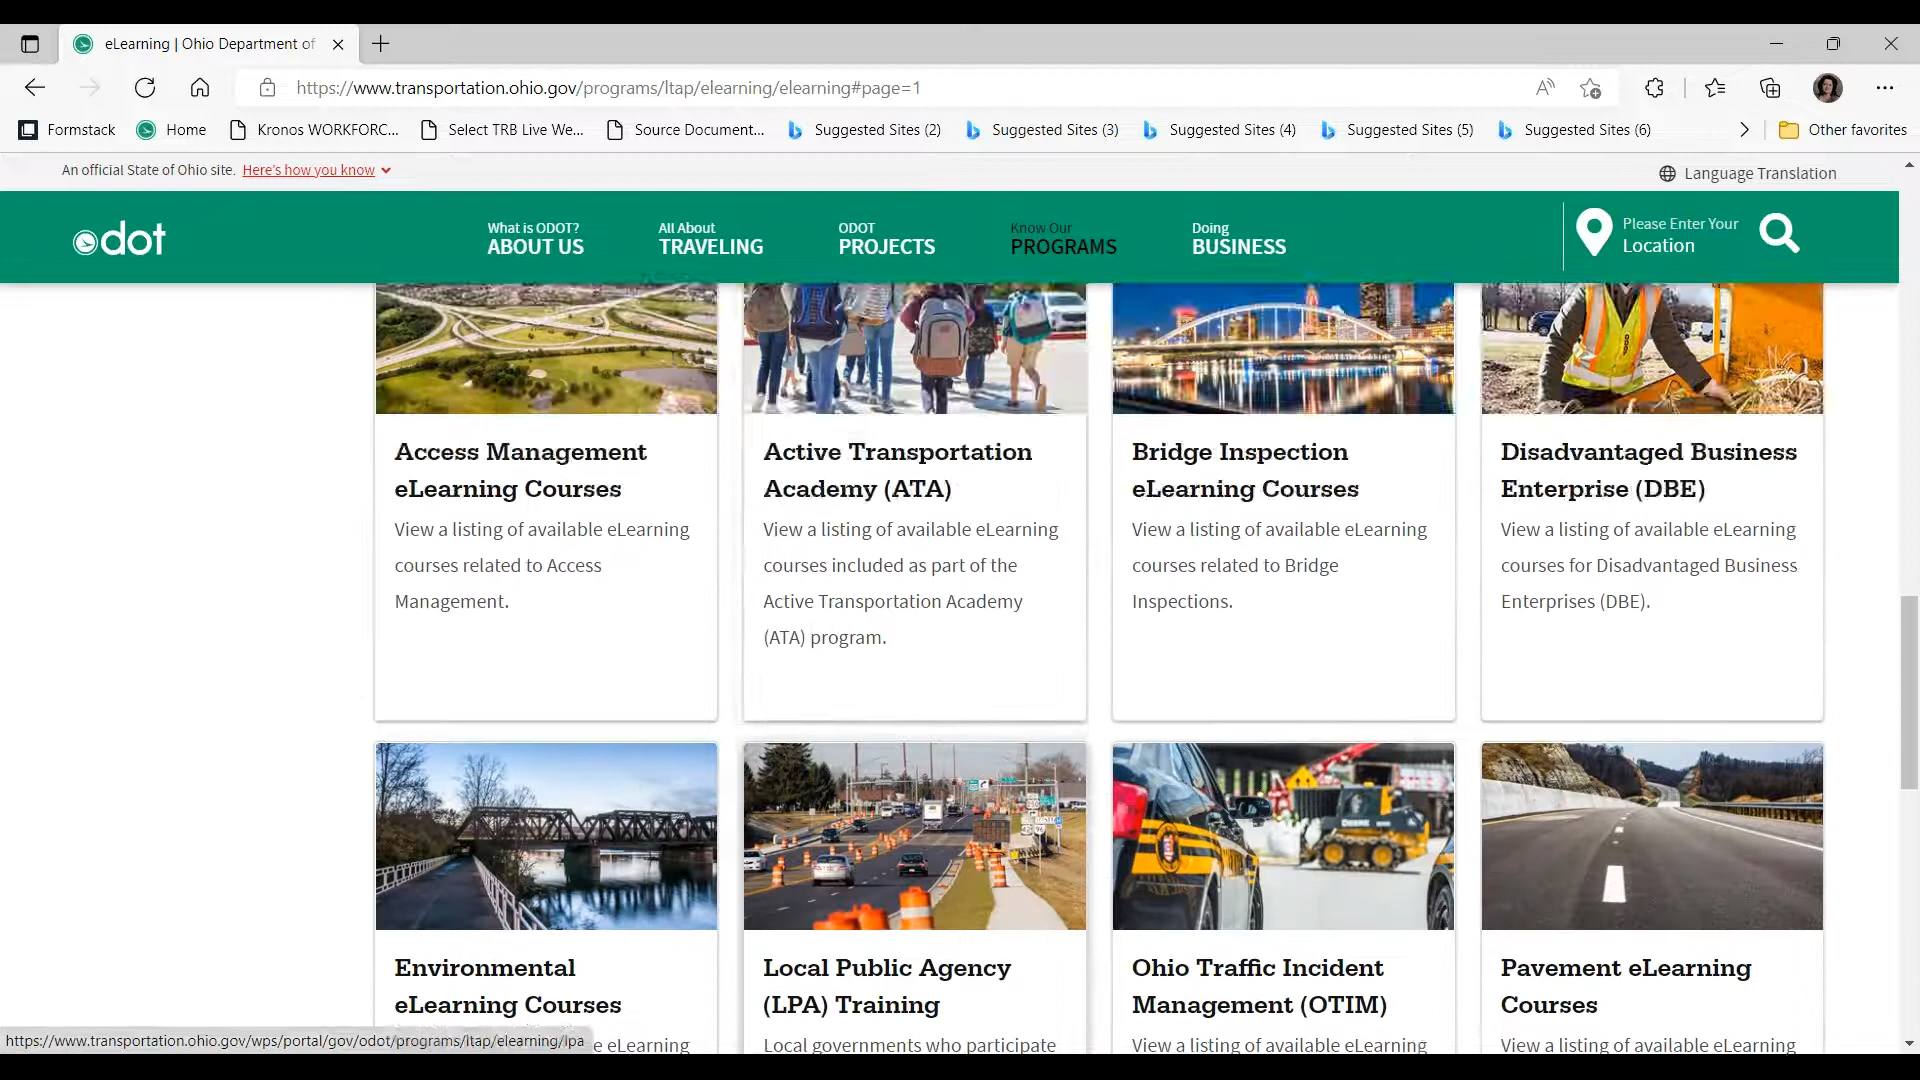 eLearning | Ohio Department of
https://www.transportation.ohio.gov/programs/ltap/elearning/elearning#page=1
Formstack Home Kronos WORKFORC... Select TRB Live We... Source Document... Suggested Sites (2) Suggested Sites (3) Suggested Sites (4) Suggested Sites (5) Suggested Sites (6) Other favorites
An official State of Ohio site. Here's how you know
Language Translation
odot
What is ODOT?
ABOUT US
All About
TRAVELING
ODOT
PROJECTS
Know Our
PROGRAMS
Doing
BUSINESS
Please Enter Your
Location
Access Management
eLearning Courses
View a listing of available eLearning
courses related to Access
Management.
Active Transportation
Academy (ATA)
View a listing of available eLearning
courses included as part of the
Active Transportation Academy
(ATA) program.
Bridge Inspection
eLearning Courses
View a listing of available eLearning
courses related to Bridge
Inspections.
Disadvantaged Business
Enterprise (DBE)
View a listing of available eLearning
courses for Disadvantaged Business
Enterprises (DBE).
Environmental
eLearning Courses
e eLearning
Local Public Agency
(LPA) Training
Local governments who participate
Ohio Traffic Incident
Management (OTIM)
View a listing of available eLearning
Pavement eLearning
Courses
View a listing of available eLearning
https://www.transportation.ohio.gov/wps/portal/gov/odot/programs/ltap/elearning/lpa